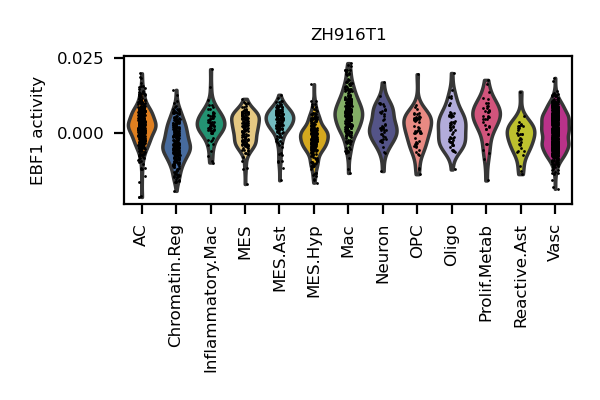 ZH916T1
EBF1 activity
0.025
0.000
AC
Chromatin.Reg
Inflammatory.Mac
MES
MES.Ast
MES.Hyp
Mac
Neuron
OPC
Oligo
Prolif.Metab
Reactive.Ast
Vasc